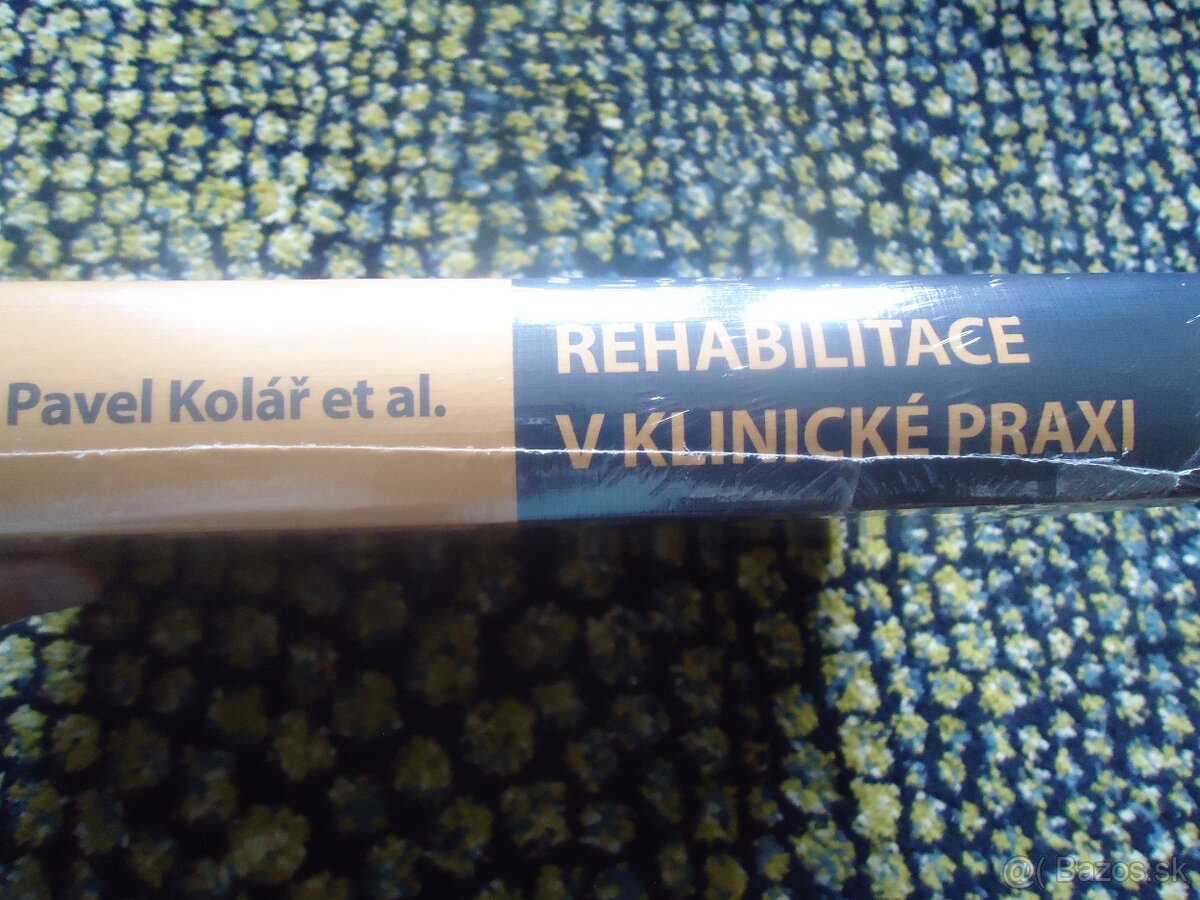 Pavel Kolář et al.
REHABILITACE
V KLINICKÉ PRAXI
@( Bazos.sk